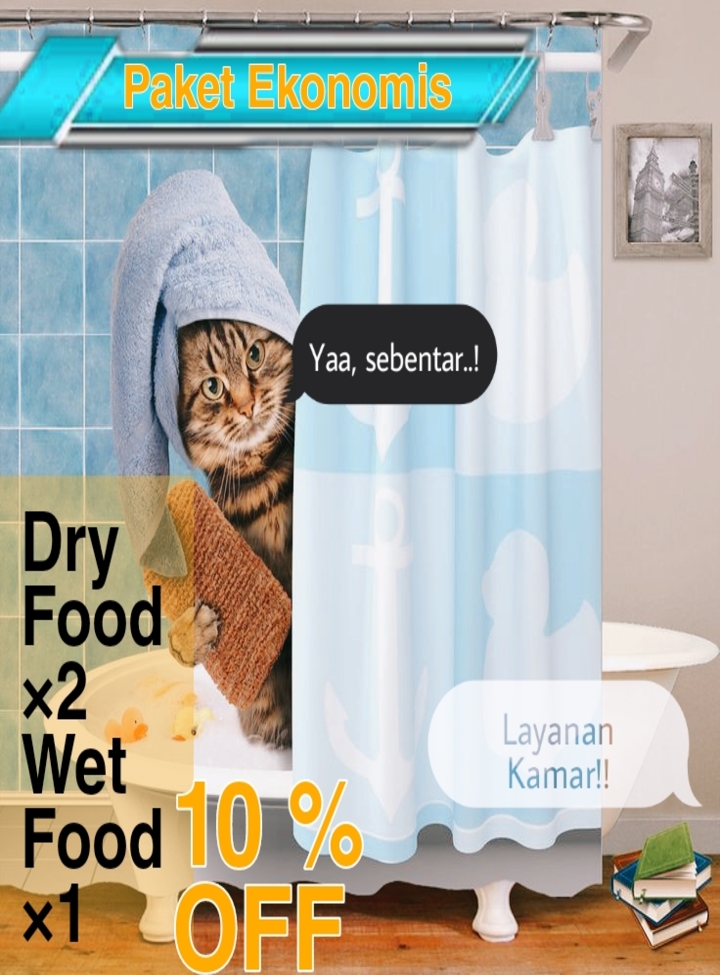 Paket Ekonomis
Yaa, sebentar..!
Dry
Food
×2
Wet
Food
×1
10 %
OFF
Layanan
Kamar!!